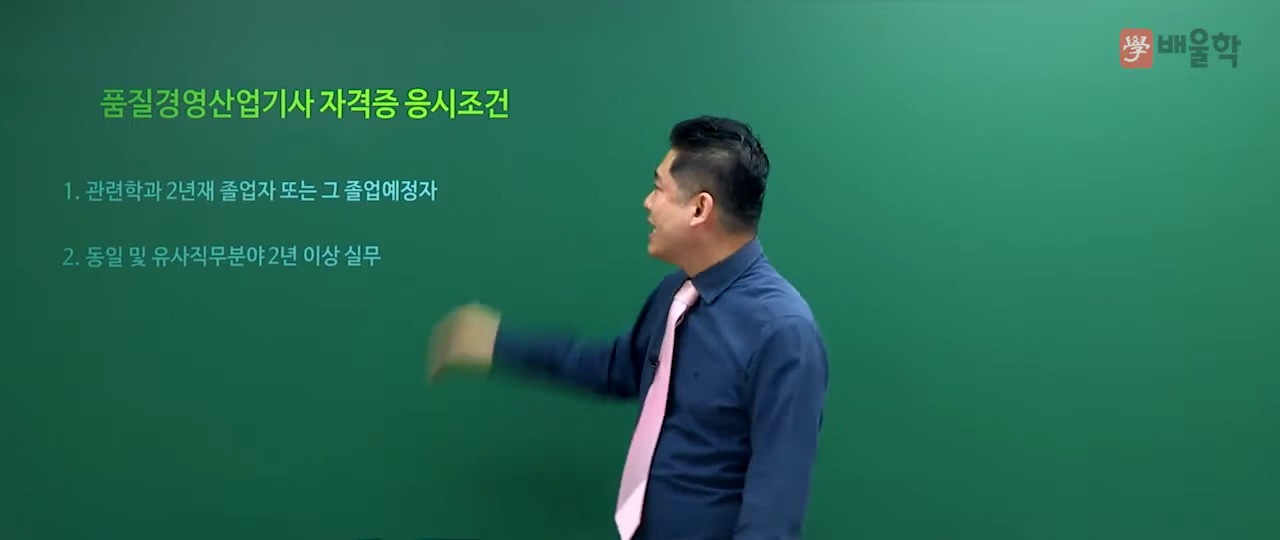 學 배울학
품질경영산업기사 자격증 응시조건
1. 관련학과 2년재 졸업자 또는 그 졸업예정자
2. 동일 및 유사직무분야 2년 이상 실무